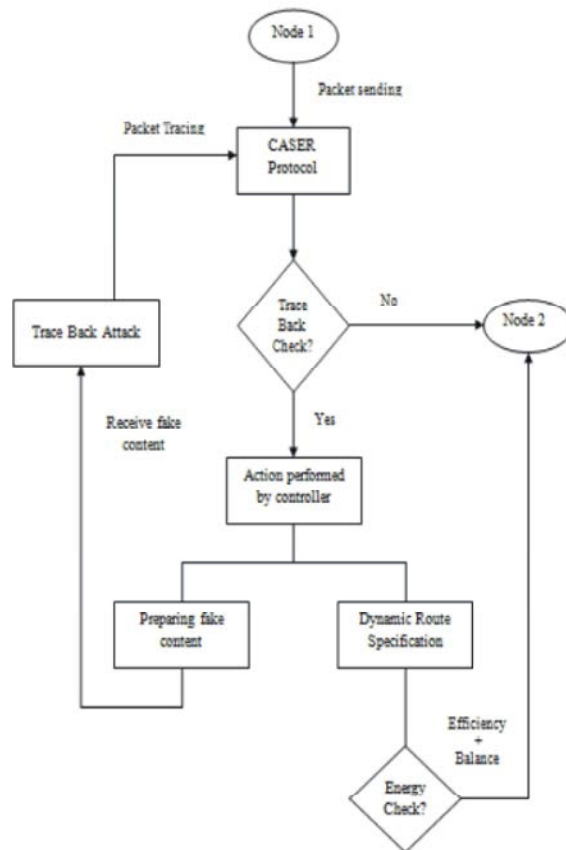 Node 1
Packet sending
Packet Tracing
CASER
Protocol
Trace
Back
Check?
No
Node 2
Trace Back Attack
Yes
Receive fake
content
Action performed
by controller
Preparing fake
content
Dynamic Route
Specification
Efficiency
+
Balance
Energy
Check?